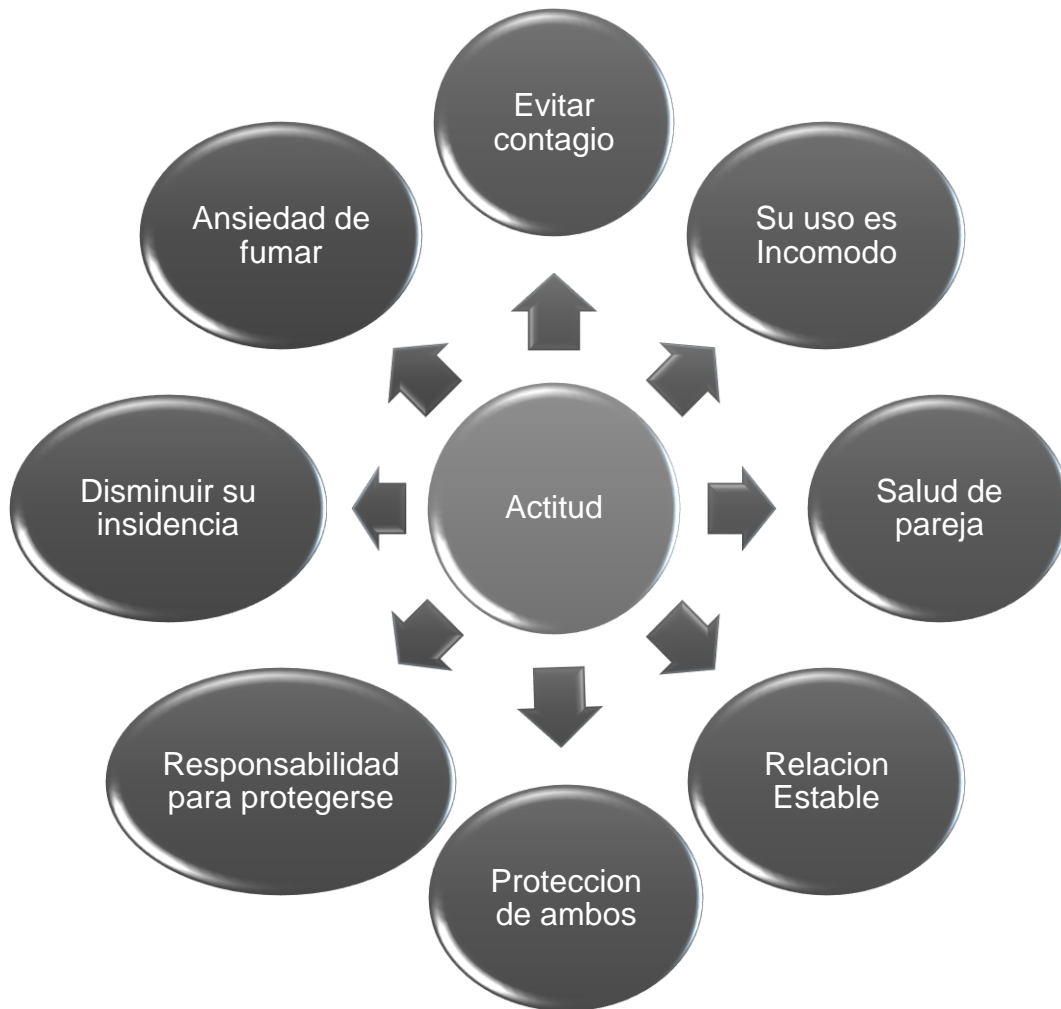 Evitar
contagio
Su uso es
Incomodo
Salud de
pareja
Relacion
Estable
Proteccion
de ambos
Responsabilidad
para protegerse
Disminuir su
insidencia
Ansiedad de
fumar
Actitud